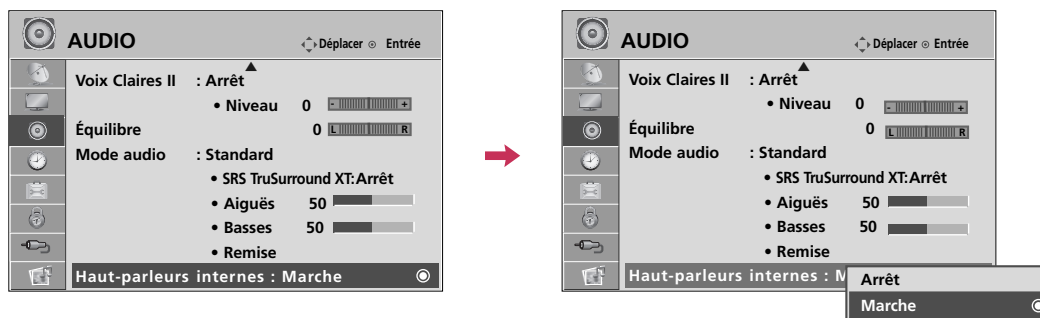 AUDIO
Déplacer Entrée
Voix Claires II : Arrêt
• Niveau 0 - +
Équilibre 0 L R
Mode audio : Standard
• SRS TruSurround XT:Arrêt
• Aiguës 50
• Basses 50
• Remise
Haut-parleurs internes : Marche
AUDIO
Déplacer Entrée
Voix Claires II : Arrêt
• Niveau 0 - +
Équilibre 0 L R
Mode audio : Standard
• SRS TruSurround XT:Arrêt
• Aiguës 50
• Basses 50
• Remise
Haut-parleurs internes : M
Arrêt
Marche